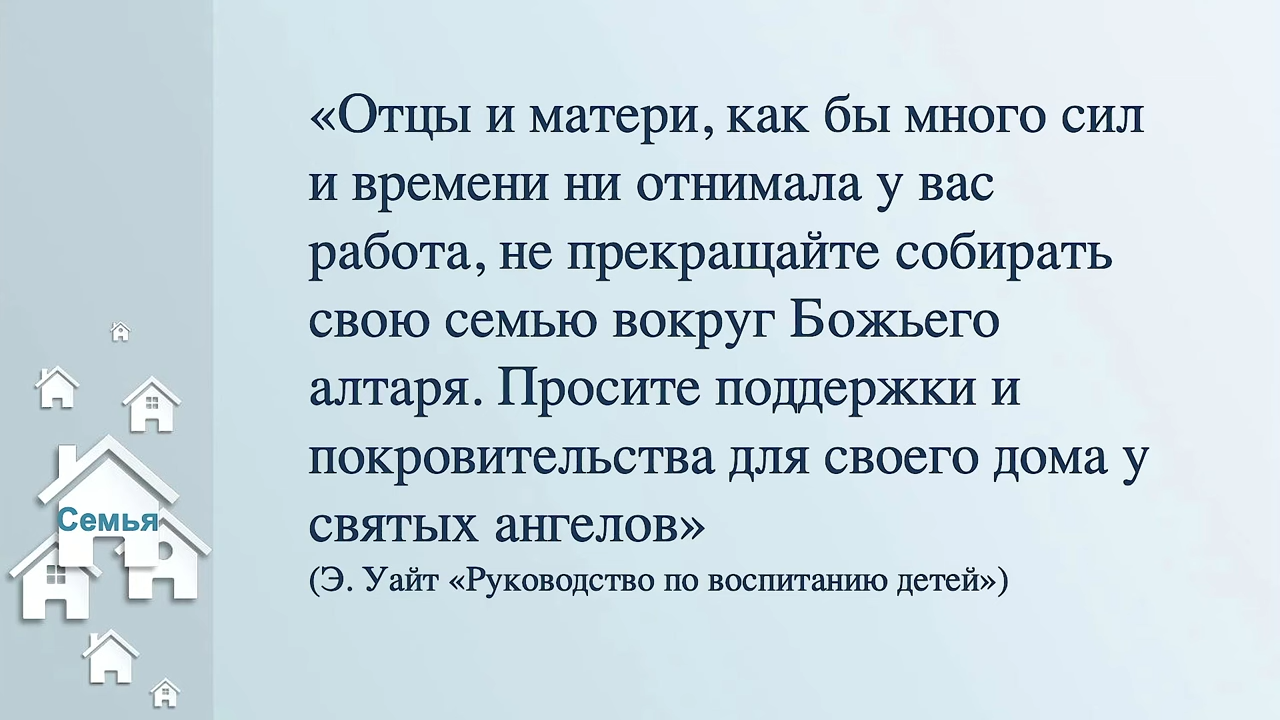 «Отцы и матери, как бы много сил
и времени ни отнимала у вас
работа, не прекращайте собирать
свою семью вокруг Божьего
алтаря. Просите поддержки и
покровительства для своего дома у
святых ангелов»
(Э. Уайт «Руководство по воспитанию детей»)
Семья